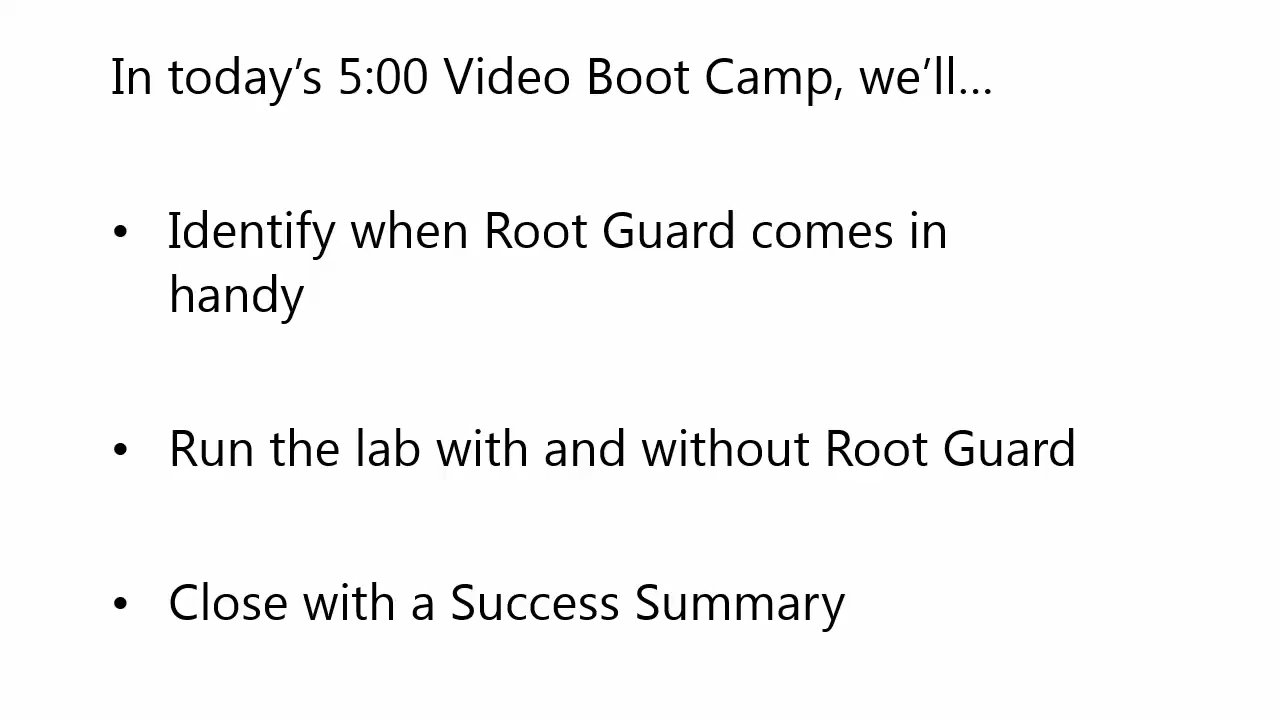 In today’s 5:00 Video Boot Camp, we’ll…
• Identify when Root Guard comes in
handy
• Run the lab with and without Root Guard
• Close with a Success Summary